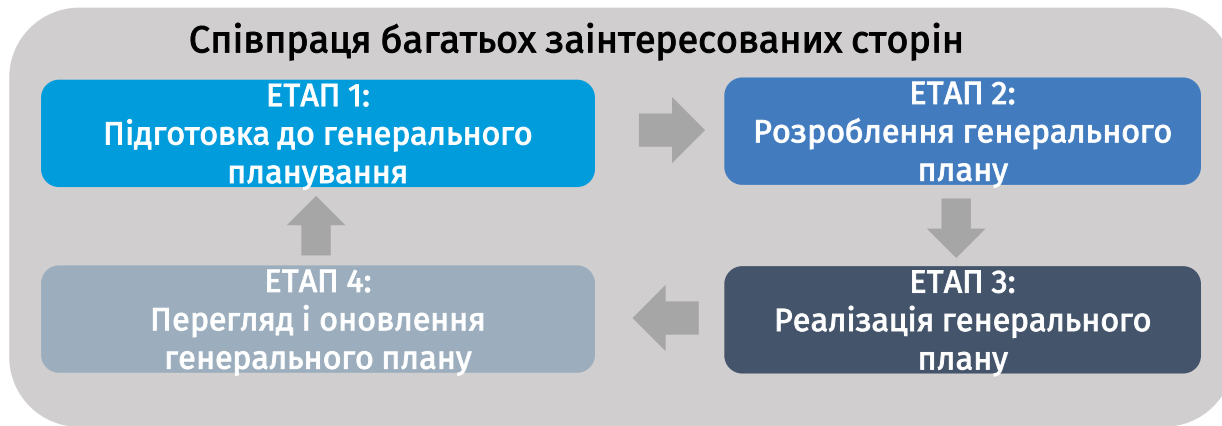 Співпраця багатьох заінтересованих сторін
ЕТАП 1:
Підготовка до генерального
планування
ЕТАП 2:
Розроблення генерального
плану
ЕТАП 3:
Реалізація генерального
плану
ЕТАП 4:
Перегляд і оновлення
генерального плану